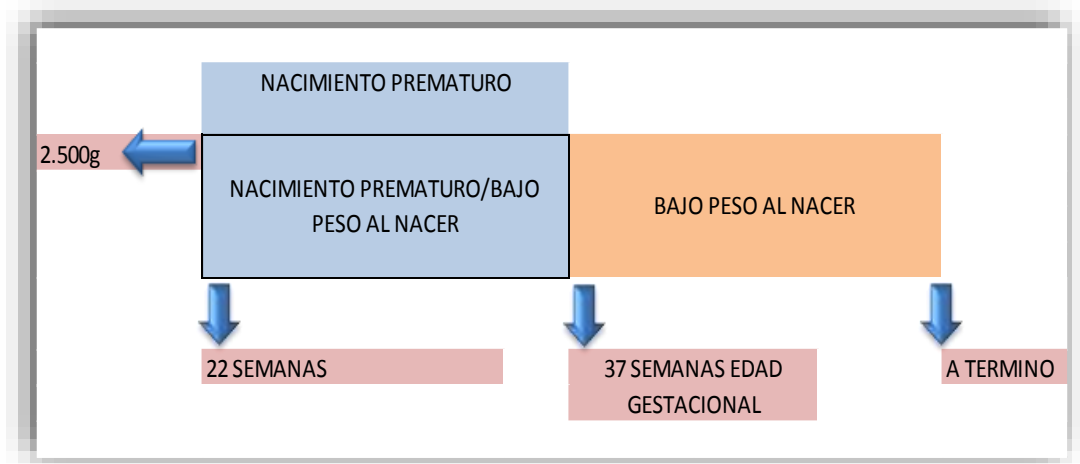 NACIMIENTO PREMATURO
2.500g
NACIMIENTO PREMATURO/BAJO
PESO AL NACER
BAJO PESO AL NACER
22 SEMANAS
37 SEMANAS EDAD
GESTACIONAL
A TERMINO